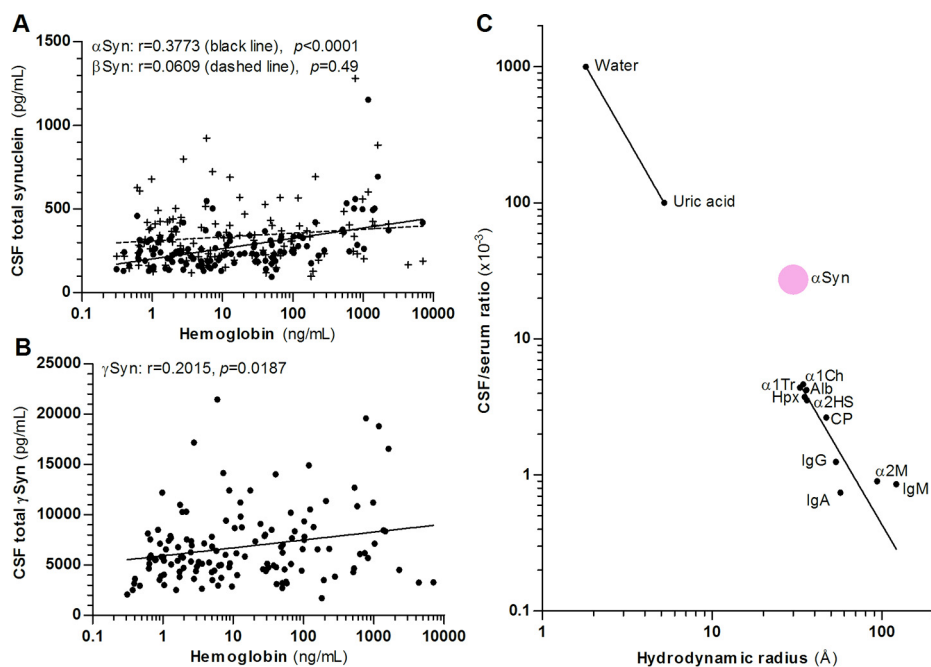 A
αSyn: r=0.3773 (black line), p<0.0001
βSyn: r=0.0609 (dashed line), p=0.49
CSF total synuclein (pg/mL)
1500
1000
500
0
0.1
1
10
100
1000
10000
Hemoglobin (ng/mL)
B
γSyn: r=0.2015, p=0.0187
CSF total γSyn (pg/mL)
25000
20000
15000
10000
5000
0
0.1
1
10
100
1000
10000
Hemoglobin (ng/mL)
C
CSF/serum ratio (x10⁻³)
1000
100
10
1
0.1
Water
Uric acid
αSyn
α1Ch
α1Tr
Alb
Hpx
α2HS
CP
IgG
α2M
IgA
IgM
1
10
100
Hydrodynamic radius (Å)